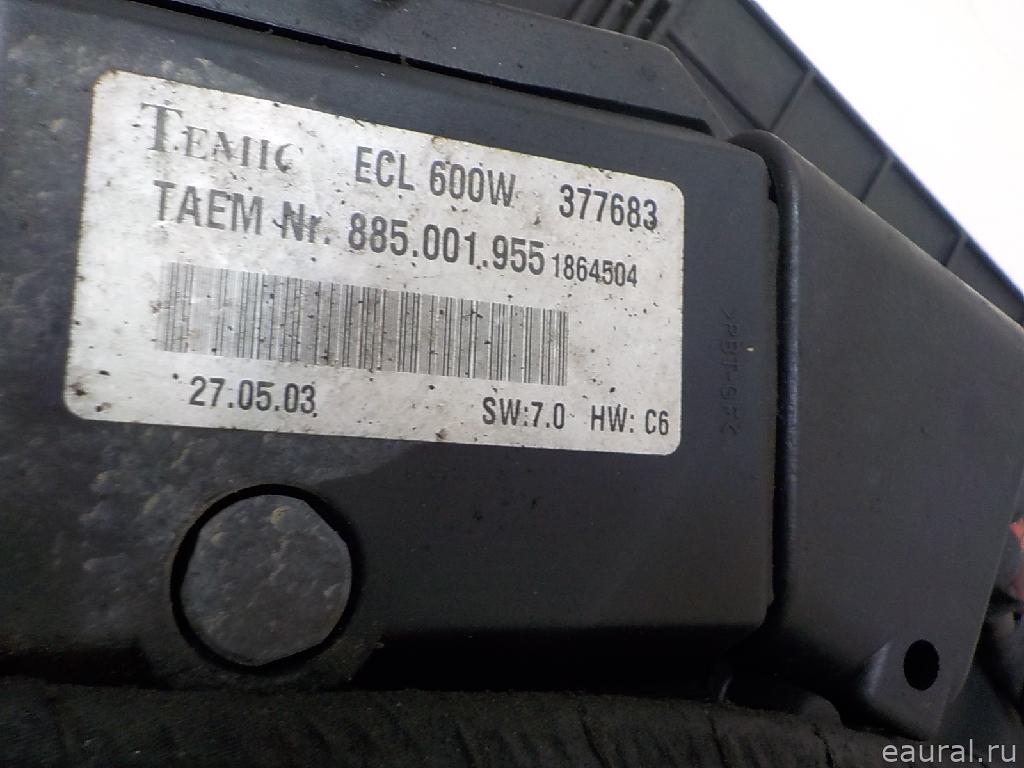 TEMIC ECL 600W 377683
TAEM Nr. 885.001.955 1864504
27.05.03 SW:7.0 HW: C6
eaural.ru